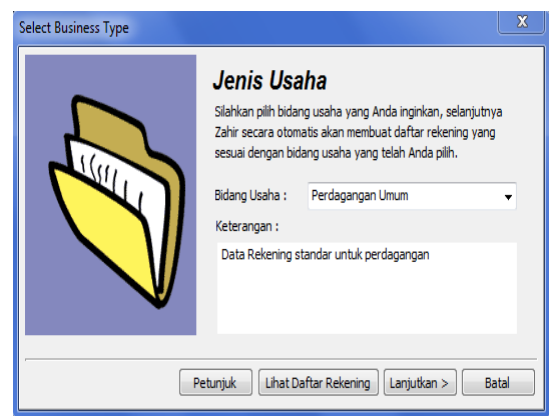 Select Business Type
X
Jenis Usaha
Silahkan pilih bidang usaha yang Anda inginkan, selanjutnya
Zahir secara otomatis akan membuat daftar rekening yang
sesuai dengan bidang usaha yang telah Anda pilih.
Bidang Usaha : Perdagangan Umum
Keterangan :
Data Rekening standar untuk perdagangan
Petunjuk Lihat Daftar Rekening Lanjutkan > Batal